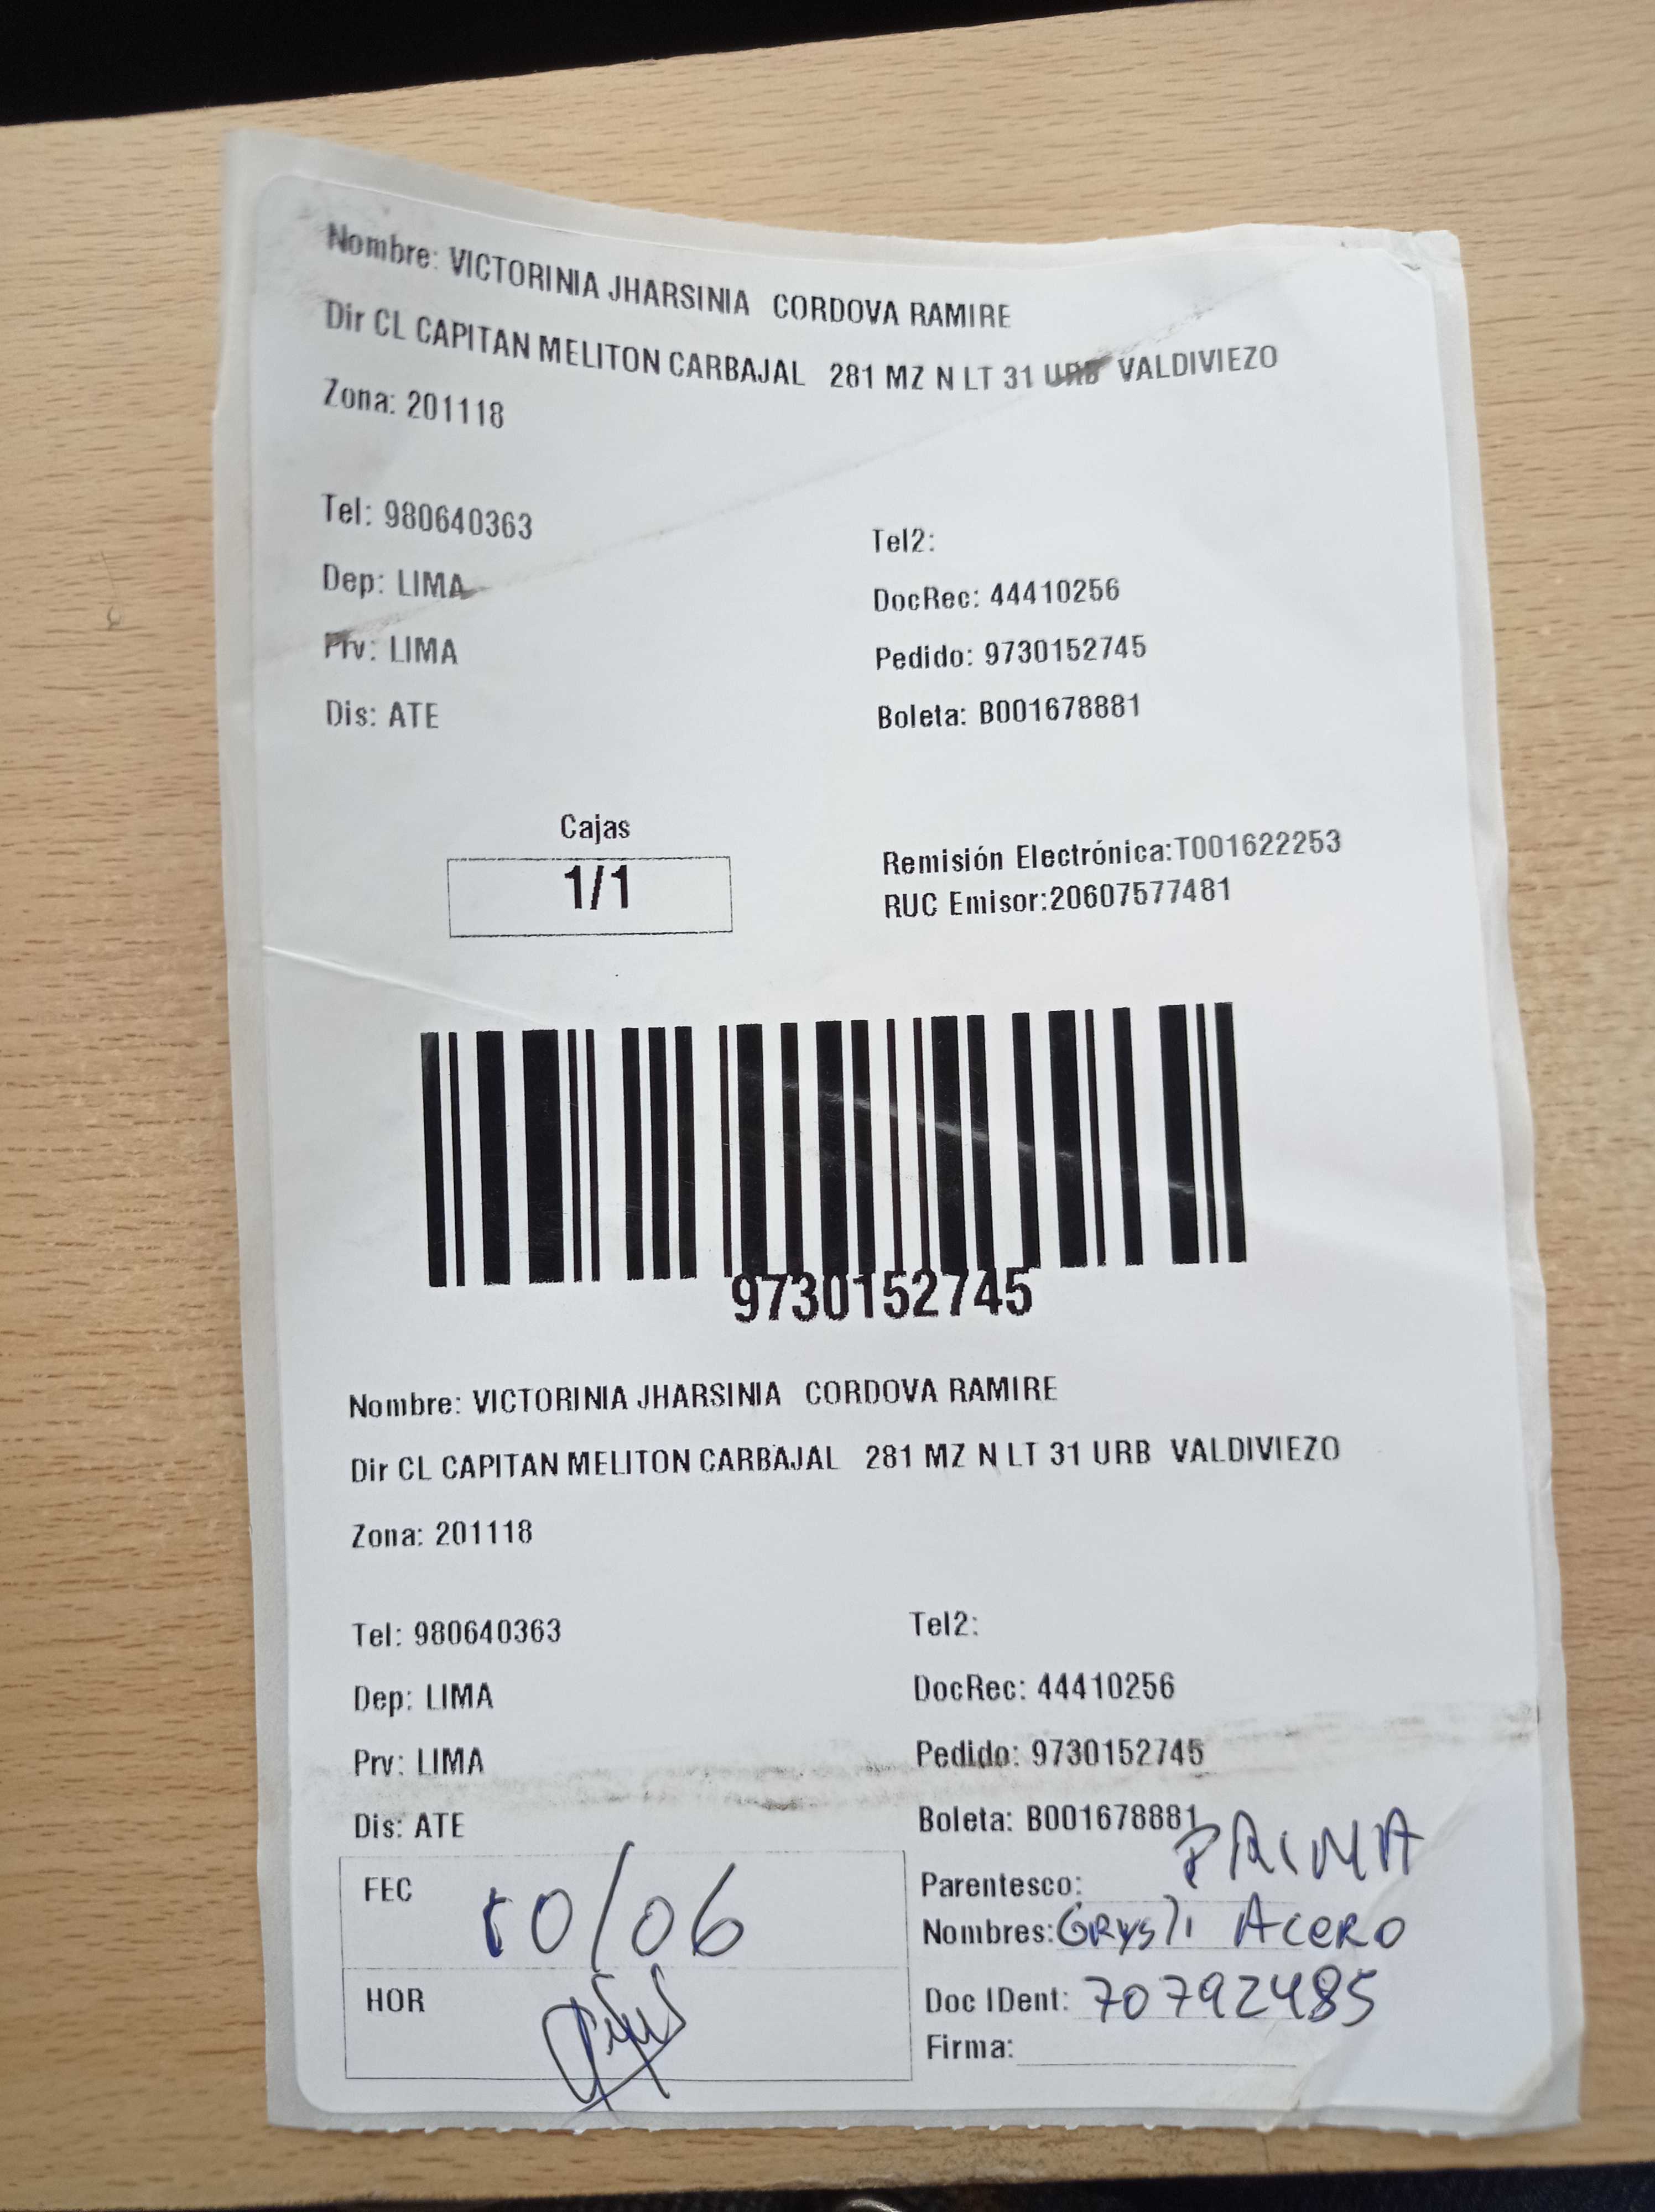 Nombre: VICTORINIA JHARSINIA CORDOVA RAMIRE
Dir CL CAPITAN MELITON CARBAJAL 281 MZ N LT 31 URB VALDIVIEZO
Zona: 201118
Tel: 980640363
Tel2:
Dep: LIMA
DocRec: 44410256
Prv: LIMA
Pedido: 9730152745
Dis: ATE
Boleta: B001678881
Cajas
1/1
Remisión Electrónica:T001622253
RUC Emisor:20607577481
9730152745
Nombre: VICTORINIA JHARSINIA CORDOVA RAMIRE
Dir CL CAPITAN MELITON CARBAJAL 281 MZ N LT 31 URB VALDIVIEZO
Zona: 201118
Tel: 980640363
Tel2:
Dep: LIMA
DocRec: 44410256
Prv: LIMA
Pedido: 9730152745
Dis: ATE
Boleta: B001678881
FEC 10/06
Parentesco:
Nombres: Acero
HOR
Doc IDent: 70792485
Firma: